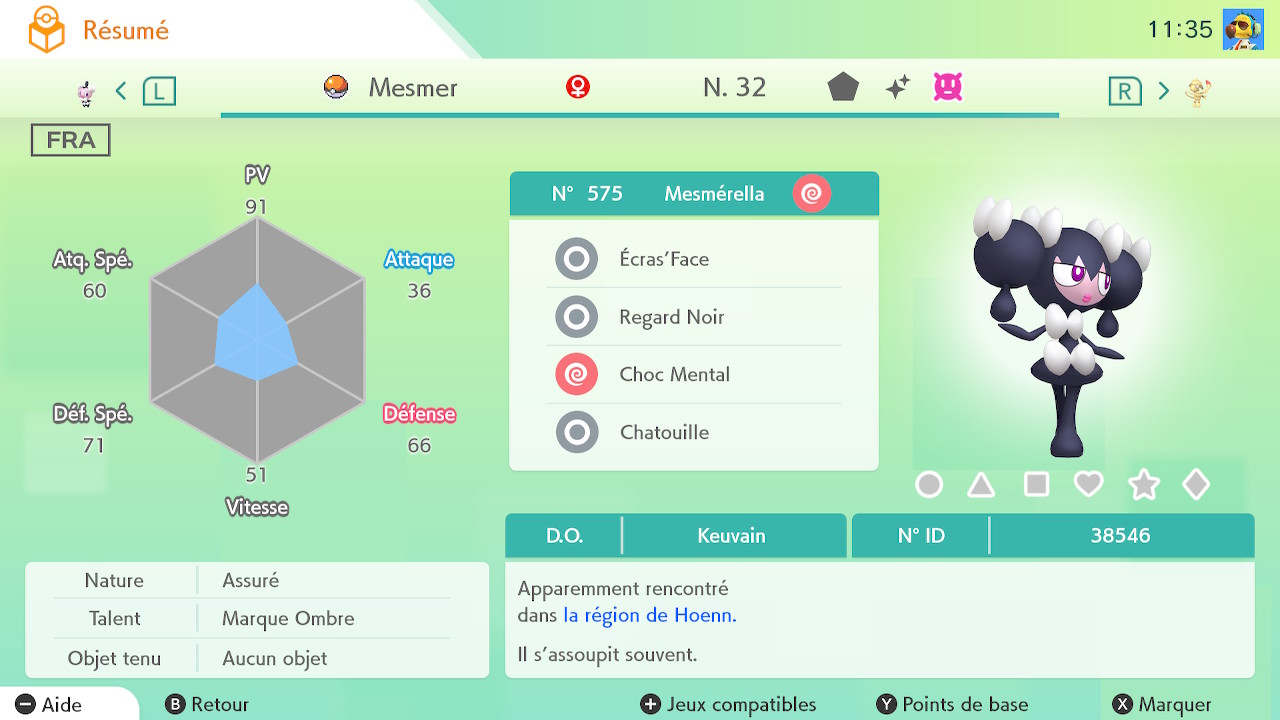 Résumé
11:35
L
Mesmer
N. 32
R
FRA
PV
91
Atq. Spé.
60
Attaque
36
Déf. Spé.
71
Défense
66
51
Vitesse
N° 575 Mesmérella
Écras'Face
Regard Noir
Choc Mental
Chatouille
D.O. Keuvain
N° ID 38546
Nature Assuré
Talent Marque Ombre
Objet tenu Aucun objet
Apparemment rencontré
dans la région de Hoenn.
Il s'assoupit souvent.
Aide
B Retour
Jeux compatibles
Y Points de base
X Marquer